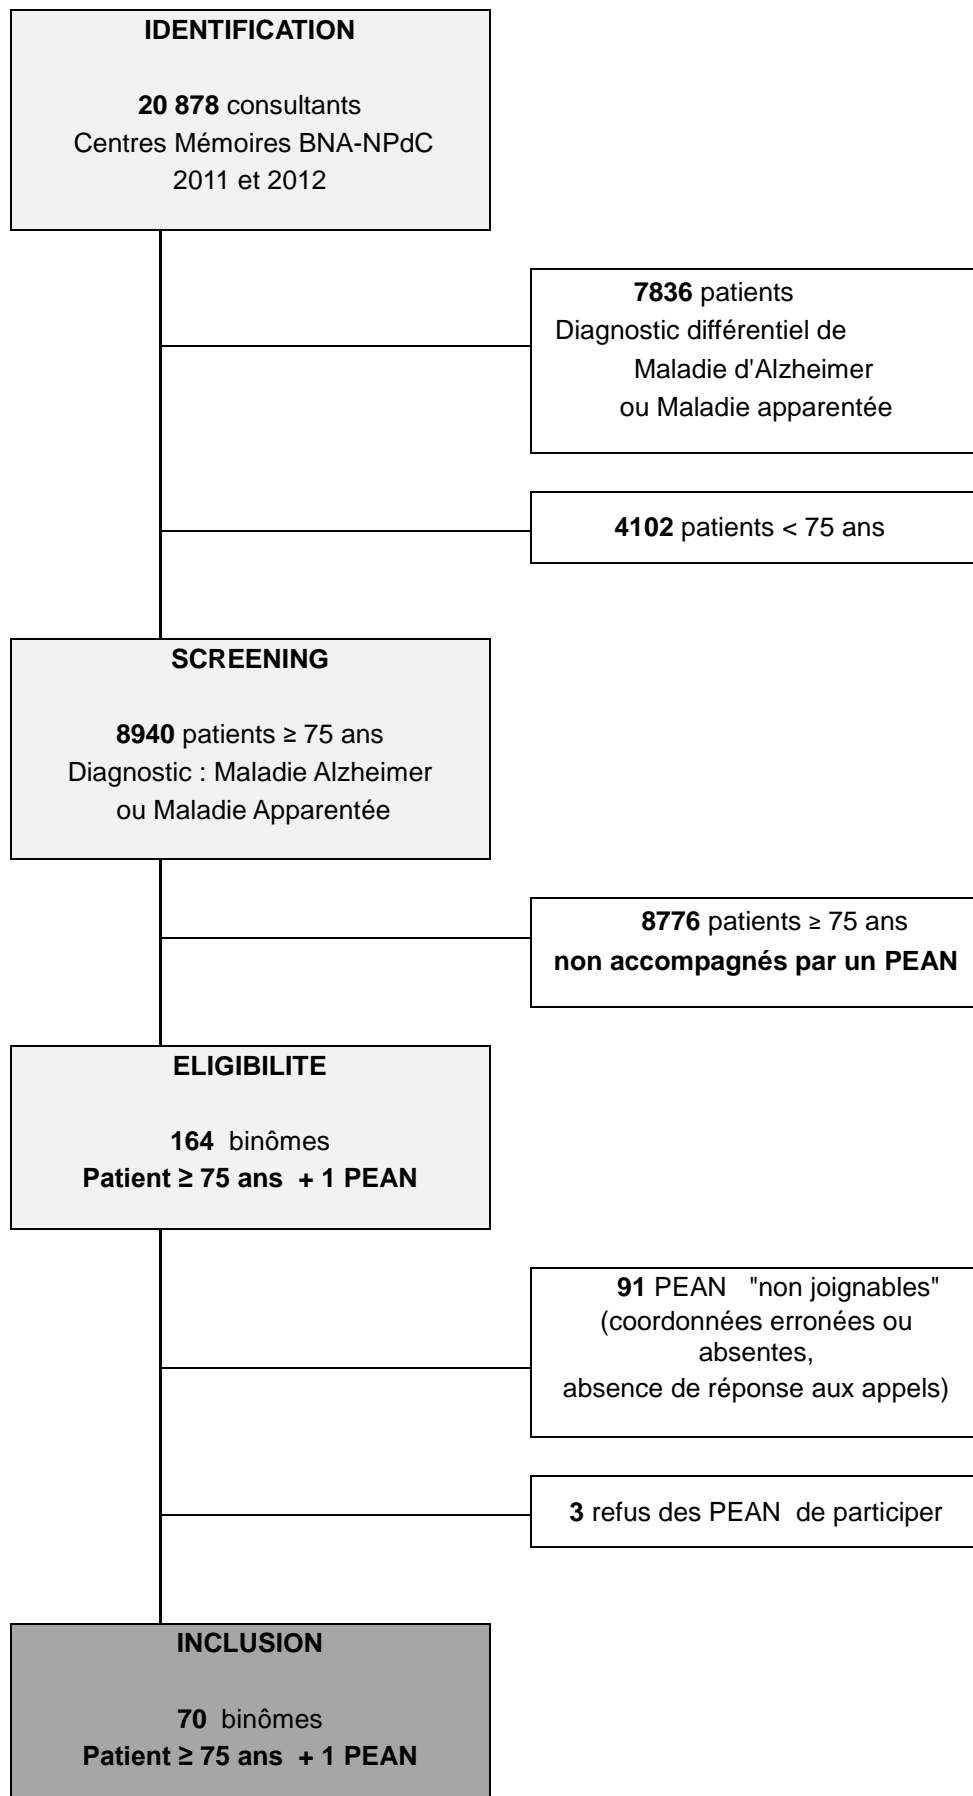 IDENTIFICATION
20 878 consultants
Centres Mémoires BNA-NPdC
2011 et 2012
7836 patients
Diagnostic différentiel de
Maladie d'Alzheimer
ou Maladie apparentée
4102 patients < 75 ans
SCREENING
8940 patients ≥ 75 ans
Diagnostic : Maladie Alzheimer
ou Maladie Apparentée
8776 patients ≥ 75 ans
non accompagnés par un PEAN
ELIGIBILITE
164 binômes
Patient ≥ 75 ans + 1 PEAN
91 PEAN "non joignables"
(coordonnées erronées ou
absentes,
absence de réponse aux appels)
3 refus des PEAN de participer
INCLUSION
70 binômes
Patient ≥ 75 ans + 1 PEAN